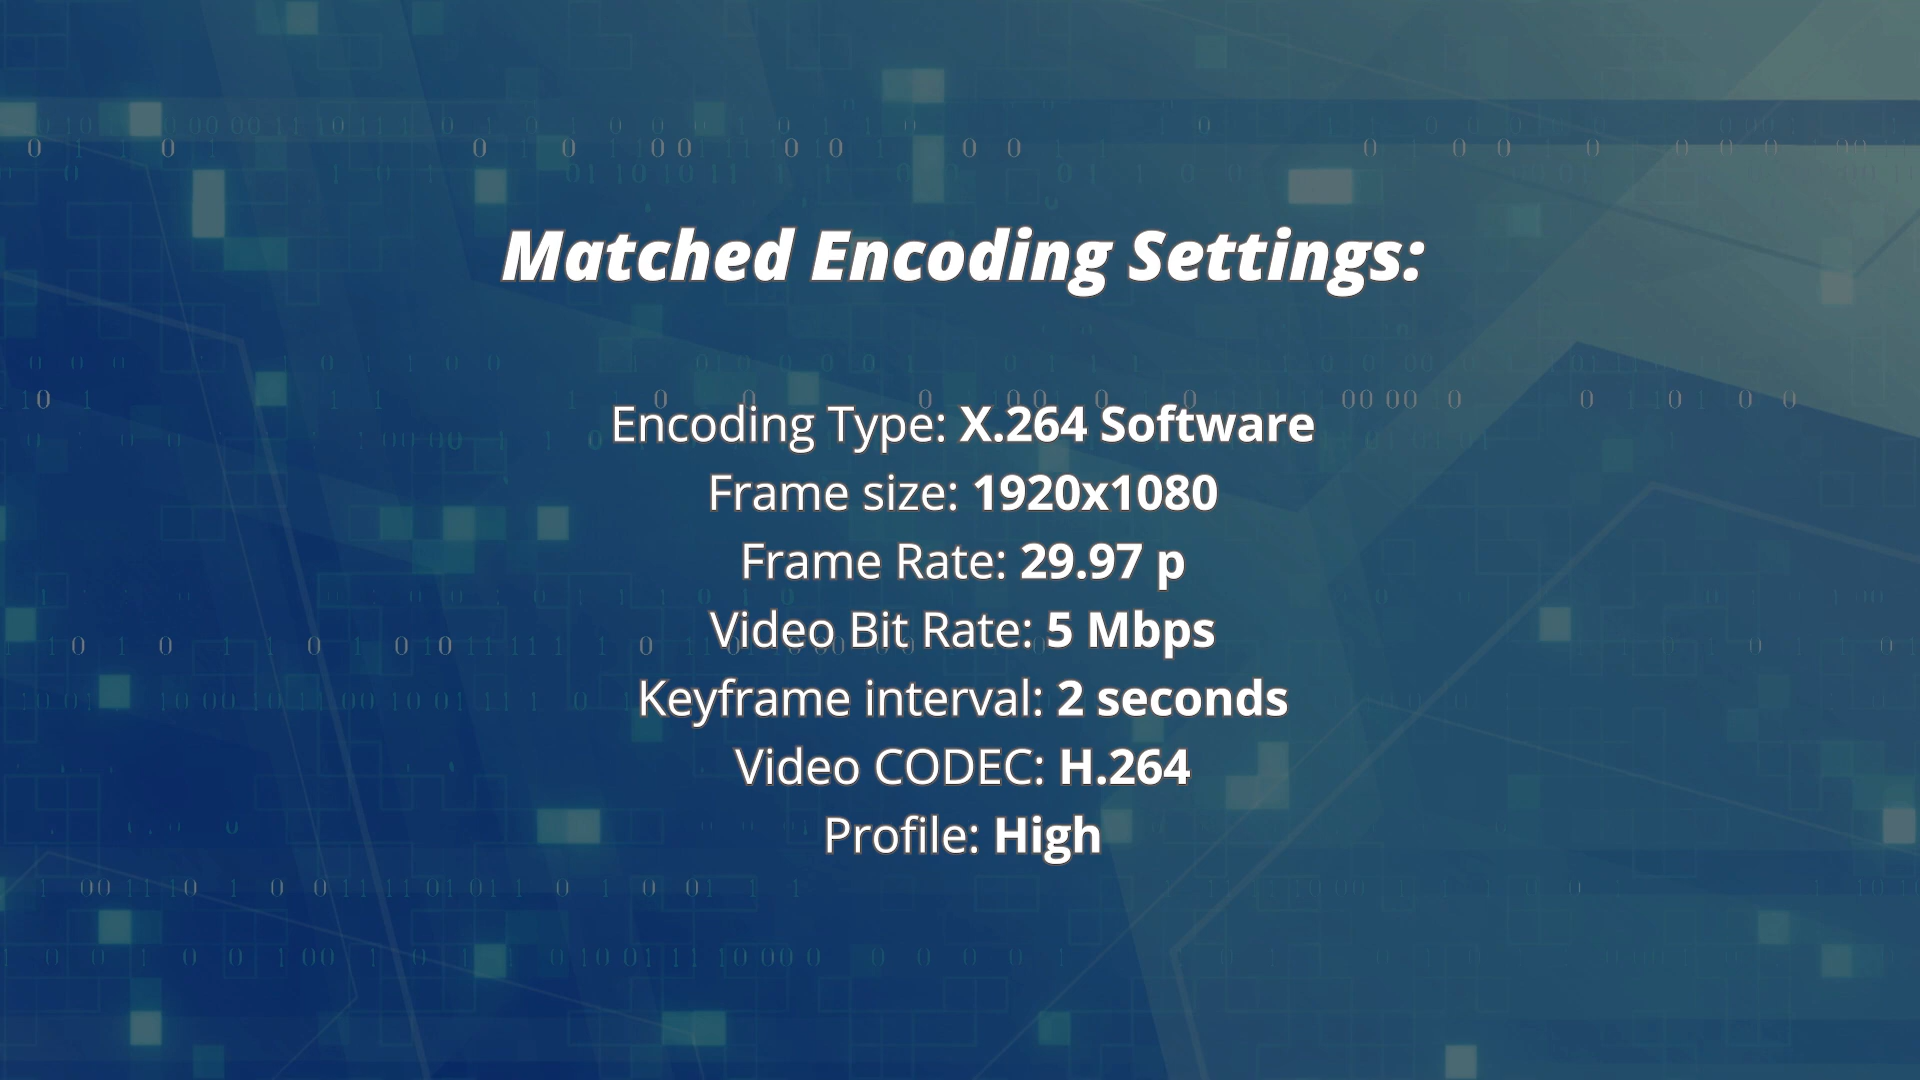 Matched Encoding Settings:
Encoding Type: X.264 Software
Frame size: 1920x1080
Frame Rate: 29.97 p
Video Bit Rate: 5 Mbps
Keyframe interval: 2 seconds
Video CODEC: H.264
Profile: High